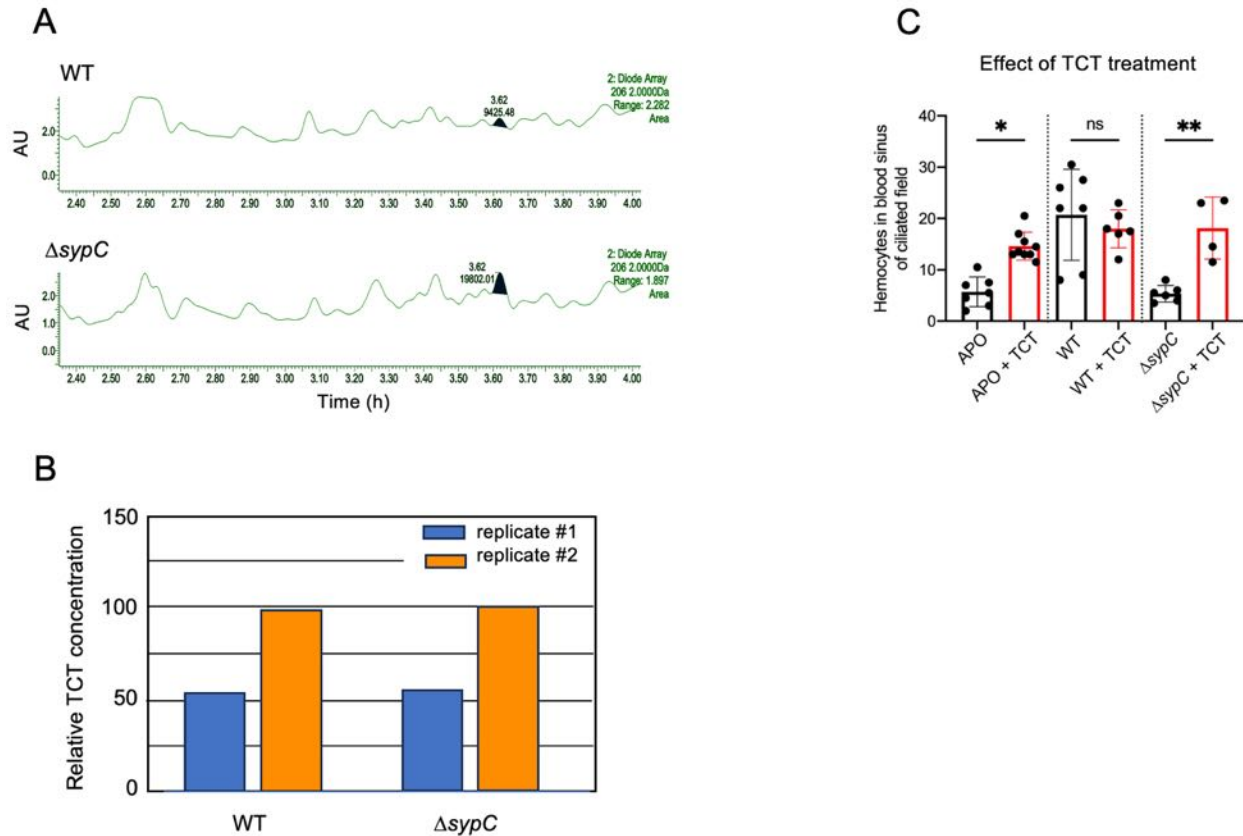 A
WT
AU
2.0
0.0
3.62
9425.48
2: Diode Array
206 2.0000Da
Range: 2.282
Area
2.40 2.50 2.60 2.70 2.80 2.90 3.00 3.10 3.20 3.30 3.40 3.50 3.60 3.70 3.80 3.90 4.00
ΔsypC
AU
2.0
1.0
0.0
3.62
19802.01
2: Diode Array
206 2.0000Da
Range: 1.897
Area
2.40 2.50 2.60 2.70 2.80 2.90 3.00 3.10 3.20 3.30 3.40 3.50 3.60 3.70 3.80 3.90 4.00
Time (h)
B
Relative TCT concentration
150
100
50
0
replicate #1
replicate #2
WT ΔsypC
C
Effect of TCT treatment
Hemocytes in blood sinus
of ciliated field
40
30
20
10
0
* ns **
APO
APO + TCT
WT
WT + TCT
ΔsypC
ΔsypC + TCT